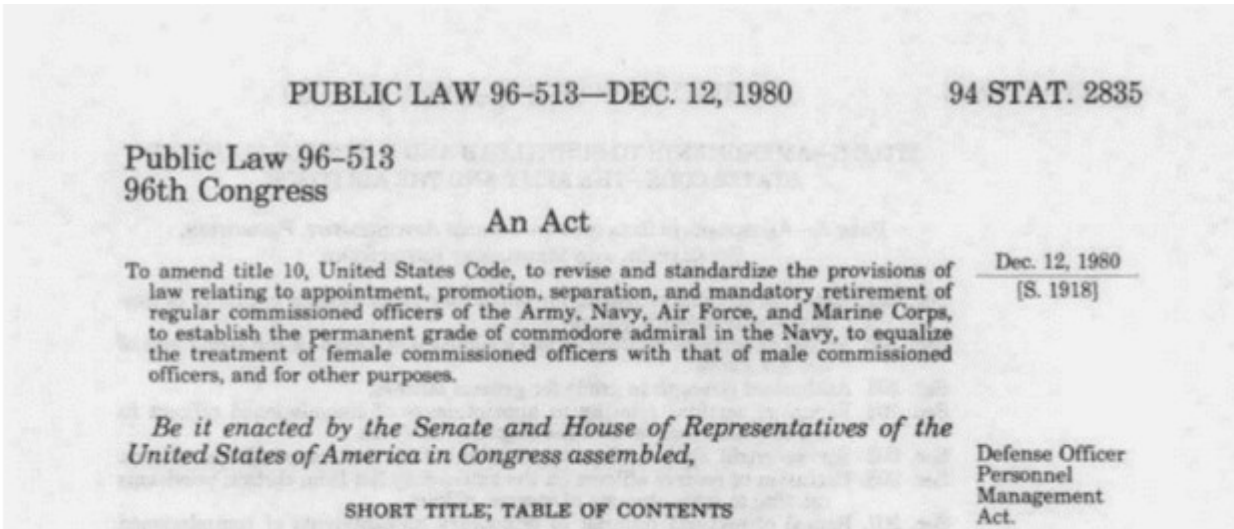 PUBLIC LAW 96-513—DEC. 12, 1980 94 STAT. 2835
Public Law 96-513
96th Congress
An Act
To amend title 10, United States Code, to revise and standardize the provisions of
law relating to appointment, promotion, separation, and mandatory retirement of
regular commissioned officers of the Army, Navy, Air Force, and Marine Corps,
to establish the permanent grade of commodore admiral in the Navy, to equalize
the treatment of female commissioned officers with that of male commissioned
officers, and for other purposes.
Dec. 12, 1980
[S. 1918]
Be it enacted by the Senate and House of Representatives of the
United States of America in Congress assembled,
Defense Officer
Personnel
Management
Act.
SHORT TITLE; TABLE OF CONTENTS